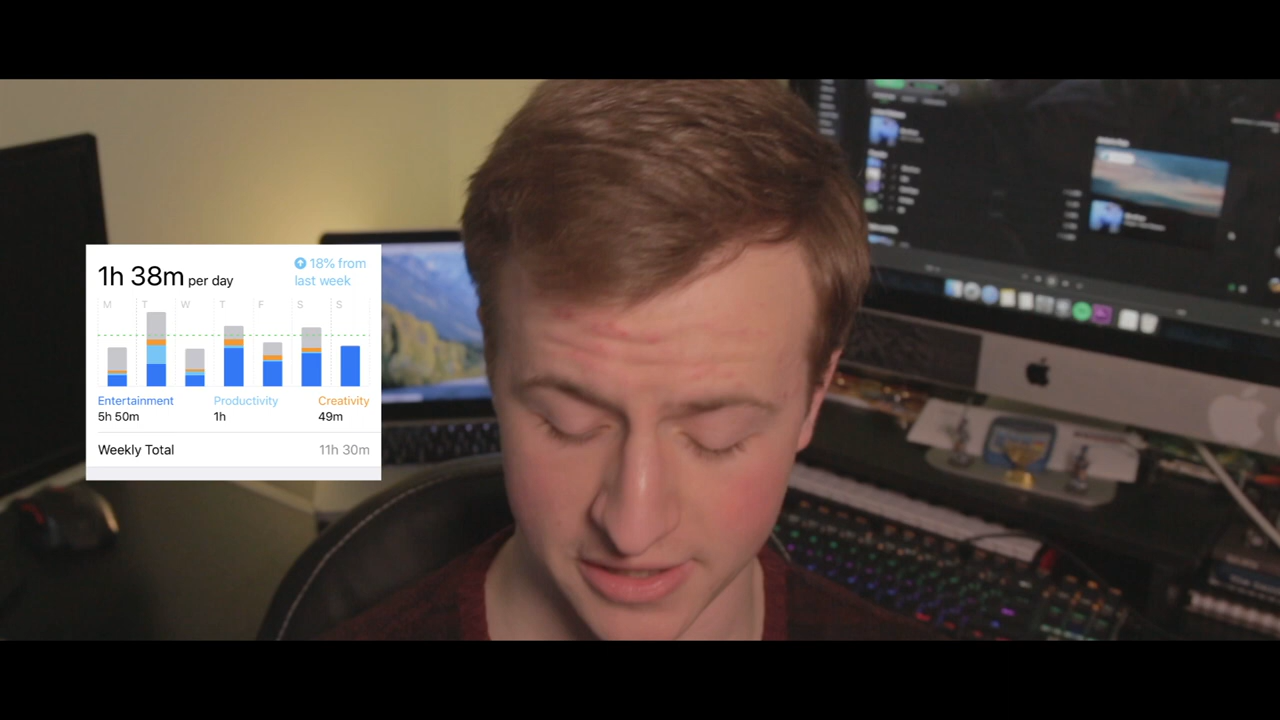 1h 38m per day
18% from
last week
M T W T F S S
Entertainment Productivity Creativity
5h 50m 1h 49m
Weekly Total 11h 30m